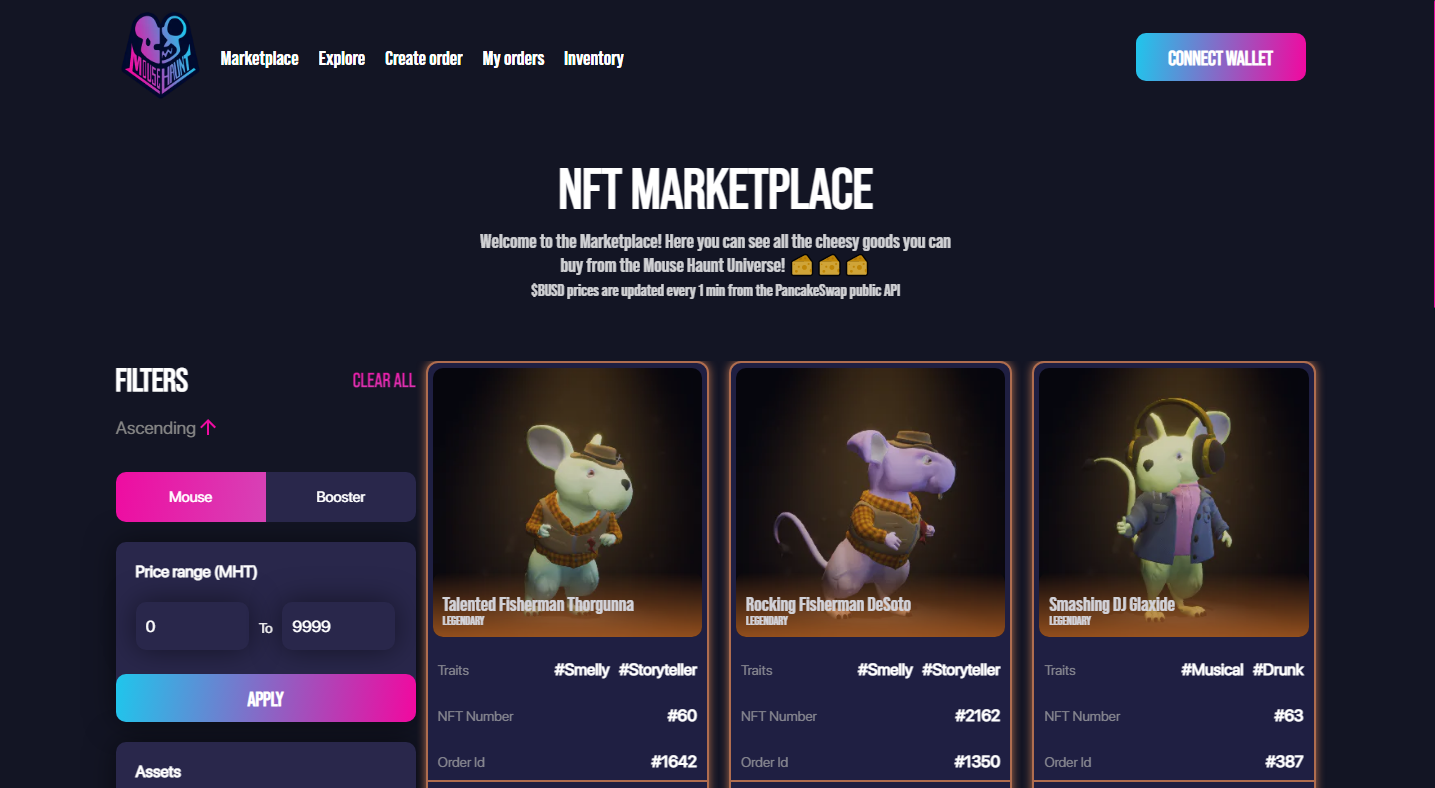 MOUSE HAUNT
Marketplace Explore Create order My orders Inventory
CONNECT WALLET
NFT MARKETPLACE
Welcome to the Marketplace! Here you can see all the cheesy goods you can
buy from the Mouse Haunt Universe! 🧀 🧀 🧀
$BUSD prices are updated every 1 min from the PancakeSwap public API
FILTERS
CLEAR ALL
Ascending ↑
Mouse Booster
Price range (MHT)
0 To 9999
APPLY
Assets
Talented Fisherman Thorgunna
LEGENDARY
Traits #Smelly #Storyteller
NFT Number #60
Order Id #1642
Rocking Fisherman DeSoto
LEGENDARY
Traits #Smelly #Storyteller
NFT Number #2162
Order Id #1350
Smashing DJ Glaxide
LEGENDARY
Traits #Musical #Drunk
NFT Number #63
Order Id #387